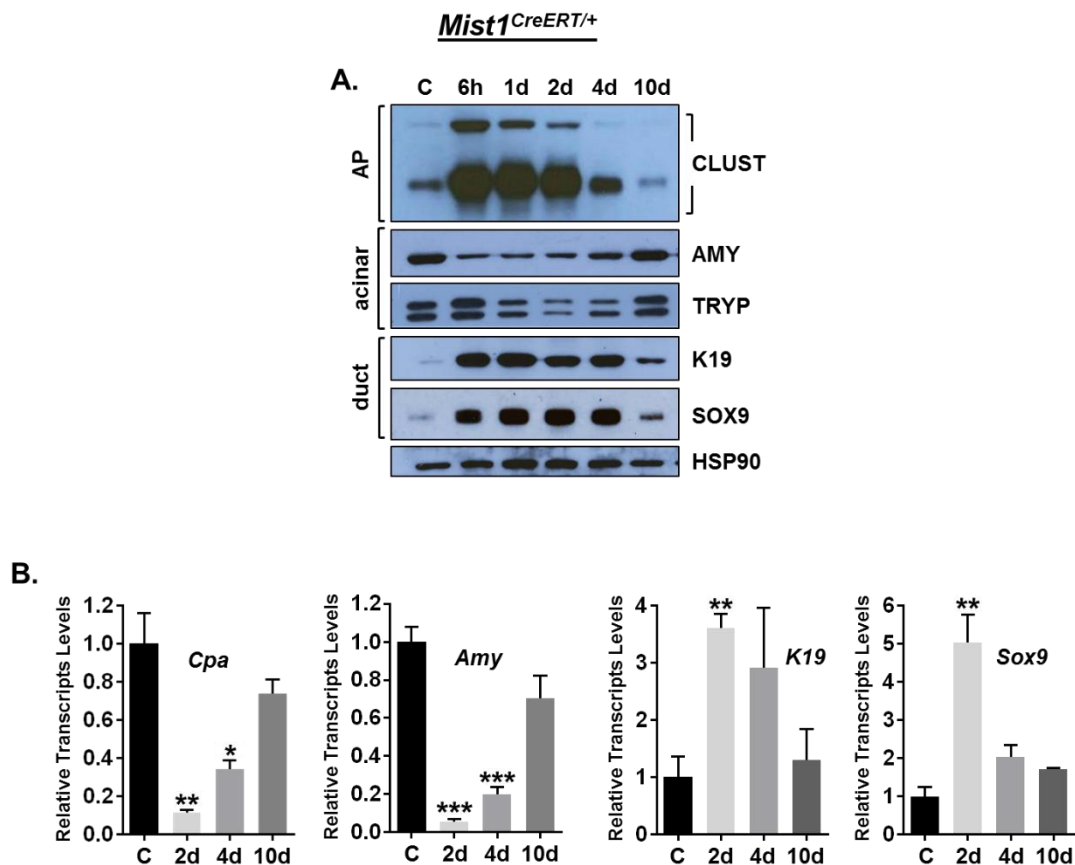 Mist1CreERT/+
A.
C 6h 1d 2d 4d 10d
AP
CLUST
acinar
AMY
TRYP
duct
K19
SOX9
HSP90
B.
Relative Transcripts Levels
1.2
1.0
0.8
0.6
0.4
0.2
0.0
Cpa
**
*
C 2d 4d 10d
Relative Transcripts Levels
1.2
1.0
0.8
0.6
0.4
0.2
0.0
Amy
***
***
C 2d 4d 10d
Relative Transcripts Levels
4
3
2
1
0
**
K19
C 2d 4d 10d
Relative Transcripts Levels
6
5
4
3
2
1
0
**
Sox9
C 2d 4d 10d